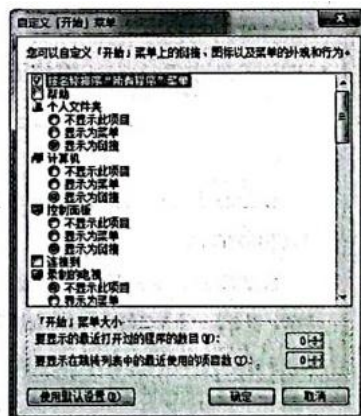 自定义「开始」菜单
您可以自定义「开始」菜单上的链接、图标以及菜单的外观和行为。
按名称排序“所有程序”菜单
帮助
个人文件夹
不显示此项目
显示为菜单
显示为链接
计算机
不显示此项目
显示为菜单
显示为链接
控制面板
不显示此项目
显示为菜单
显示为链接
连接到
录制的电视
不显示此项目
显示为菜单
「开始」菜单大小
要显示的最近打开过的程序的数目(N):
0
要显示在跳转列表中的最近使用的项目数(J):
0
使用默认设置(D)
确定
取消